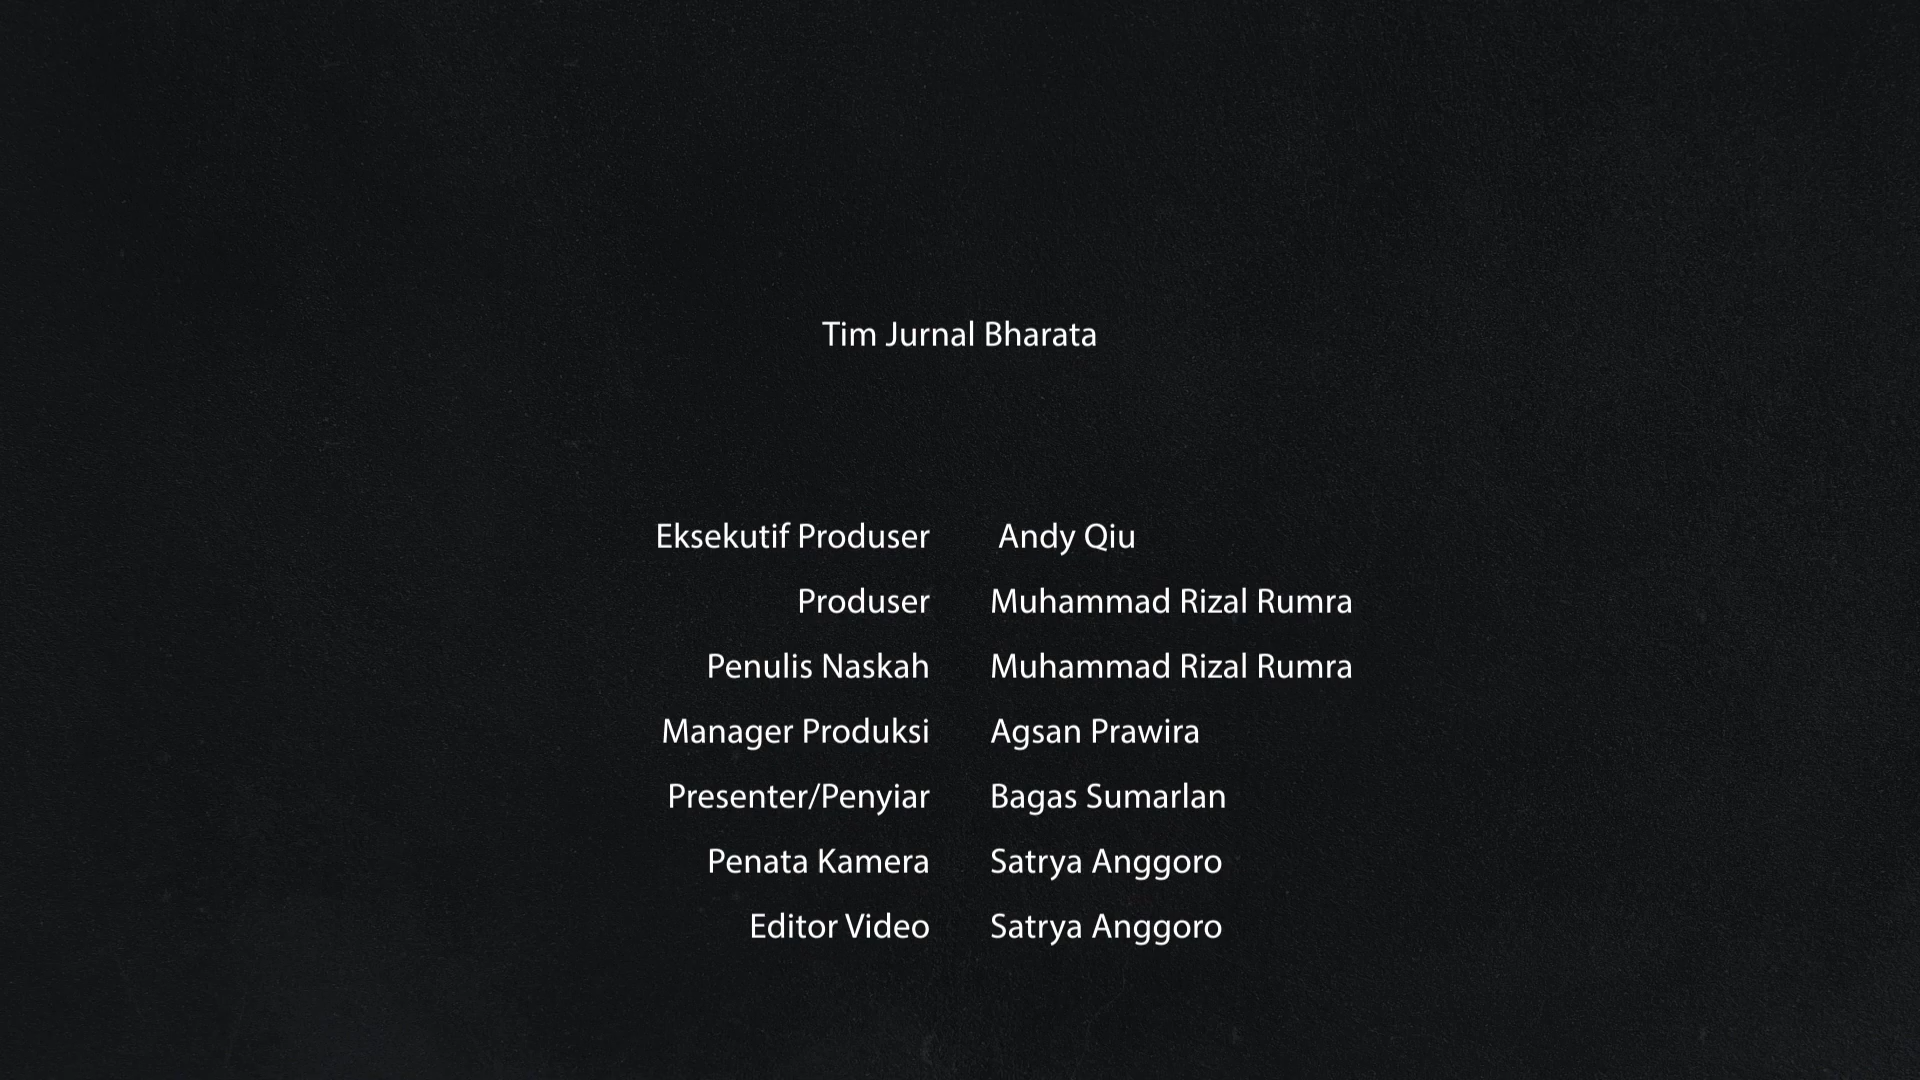 Tim Jurnal Bharata
Eksekutif Produser Andy Qiu
Produser Muhammad Rizal Rumra
Penulis Naskah Muhammad Rizal Rumra
Manager Produksi Agsan Prawira
Presenter/Penyiar Bagas Sumarlan
Penata Kamera Satrya Anggoro
Editor Video Satrya Anggoro